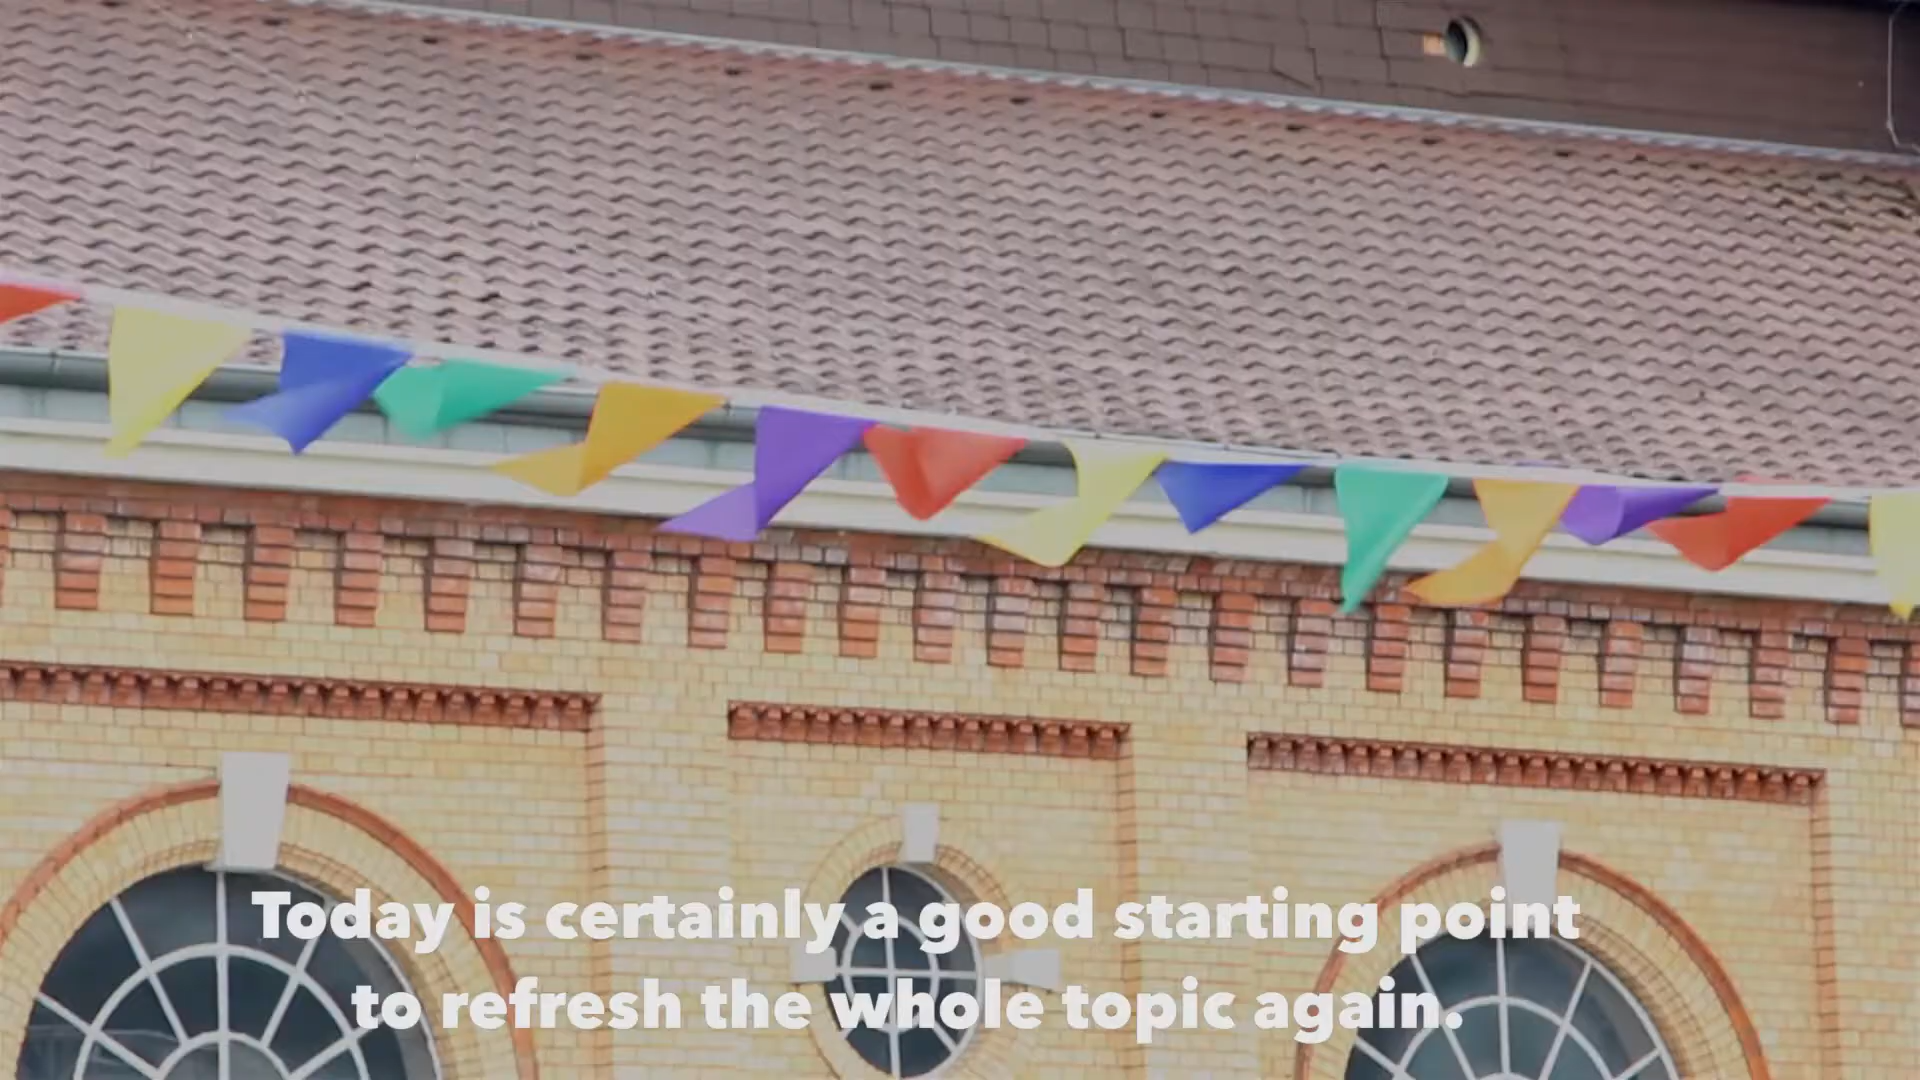 Today is certainly a good starting point
to refresh the whole topic again.